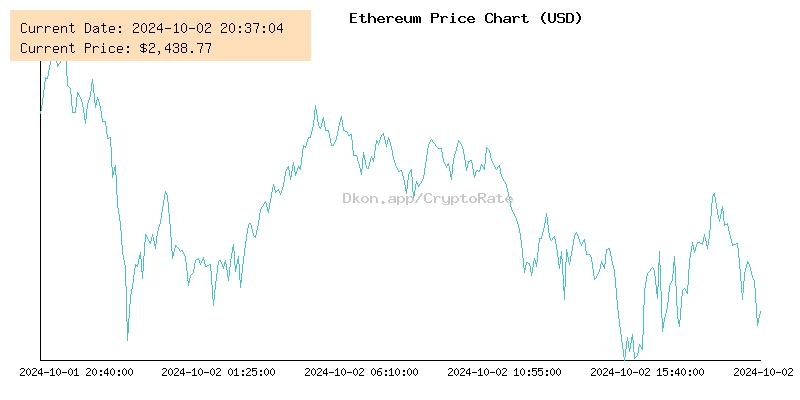 Ethereum Price Chart (USD)
Current Date: 2024-10-02 20:37:04
Current Price: $2,438.77
Dkon.app/CryptoRate
2024-10-01 20:40:00 2024-10-02 01:25:00 2024-10-02 06:10:00 2024-10-02 10:55:00 2024-10-02 15:40:00 2024-10-02